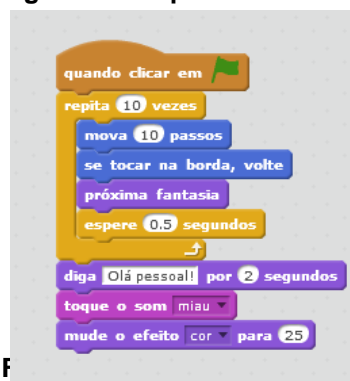 quando clicar em
repita 10 vezes
mova 10 passos
se tocar na borda, volte
próxima fantasia
espere 0.5 segundos
diga Olá pessoal! por 2 segundos
toque o som miau
mude o efeito cor para 25